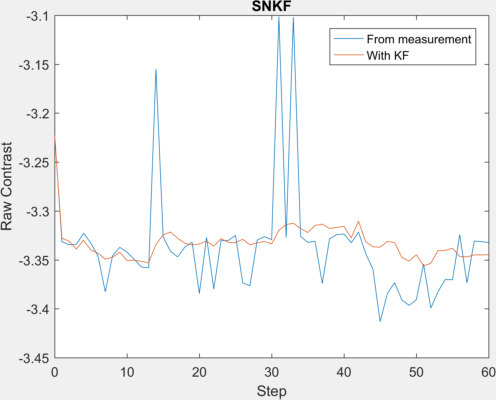 SNKF
-3.1
-3.15
-3.2
-3.25
-3.3
-3.35
-3.4
-3.45
Raw Contrast
From measurement
With KF
0 10 20 30 40 50 60
Step